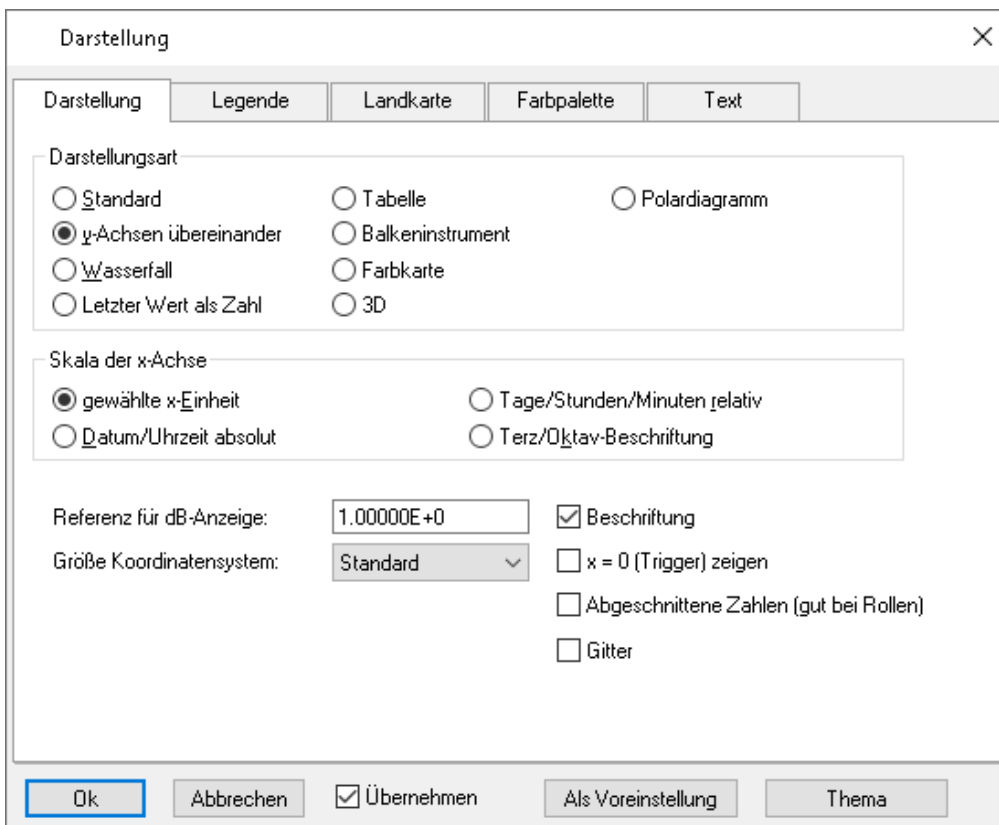 Darstellung
Darstellung Legende Landkarte Farbpalette Text
Darstellungsart
Standard Tabelle Polardiagramm
y-Achsen übereinander Balkeninstrument
Wasserfall Farbkarte
Letzter Wert als Zahl 3D
Skala der x-Achse
gewählte x-Einheit Tage/Stunden/Minuten relativ
Datum/Uhrzeit absolut Terz/Oktav-Beschriftung
Referenz für dB-Anzeige: 1.00000E+0 Beschriftung
Größe Koordinatensystem: Standard x = 0 (Trigger) zeigen
Abgeschnittene Zahlen (gut bei Rollen)
Gitter
Ok Abbrechen Übernehmen Als Voreinstellung Thema